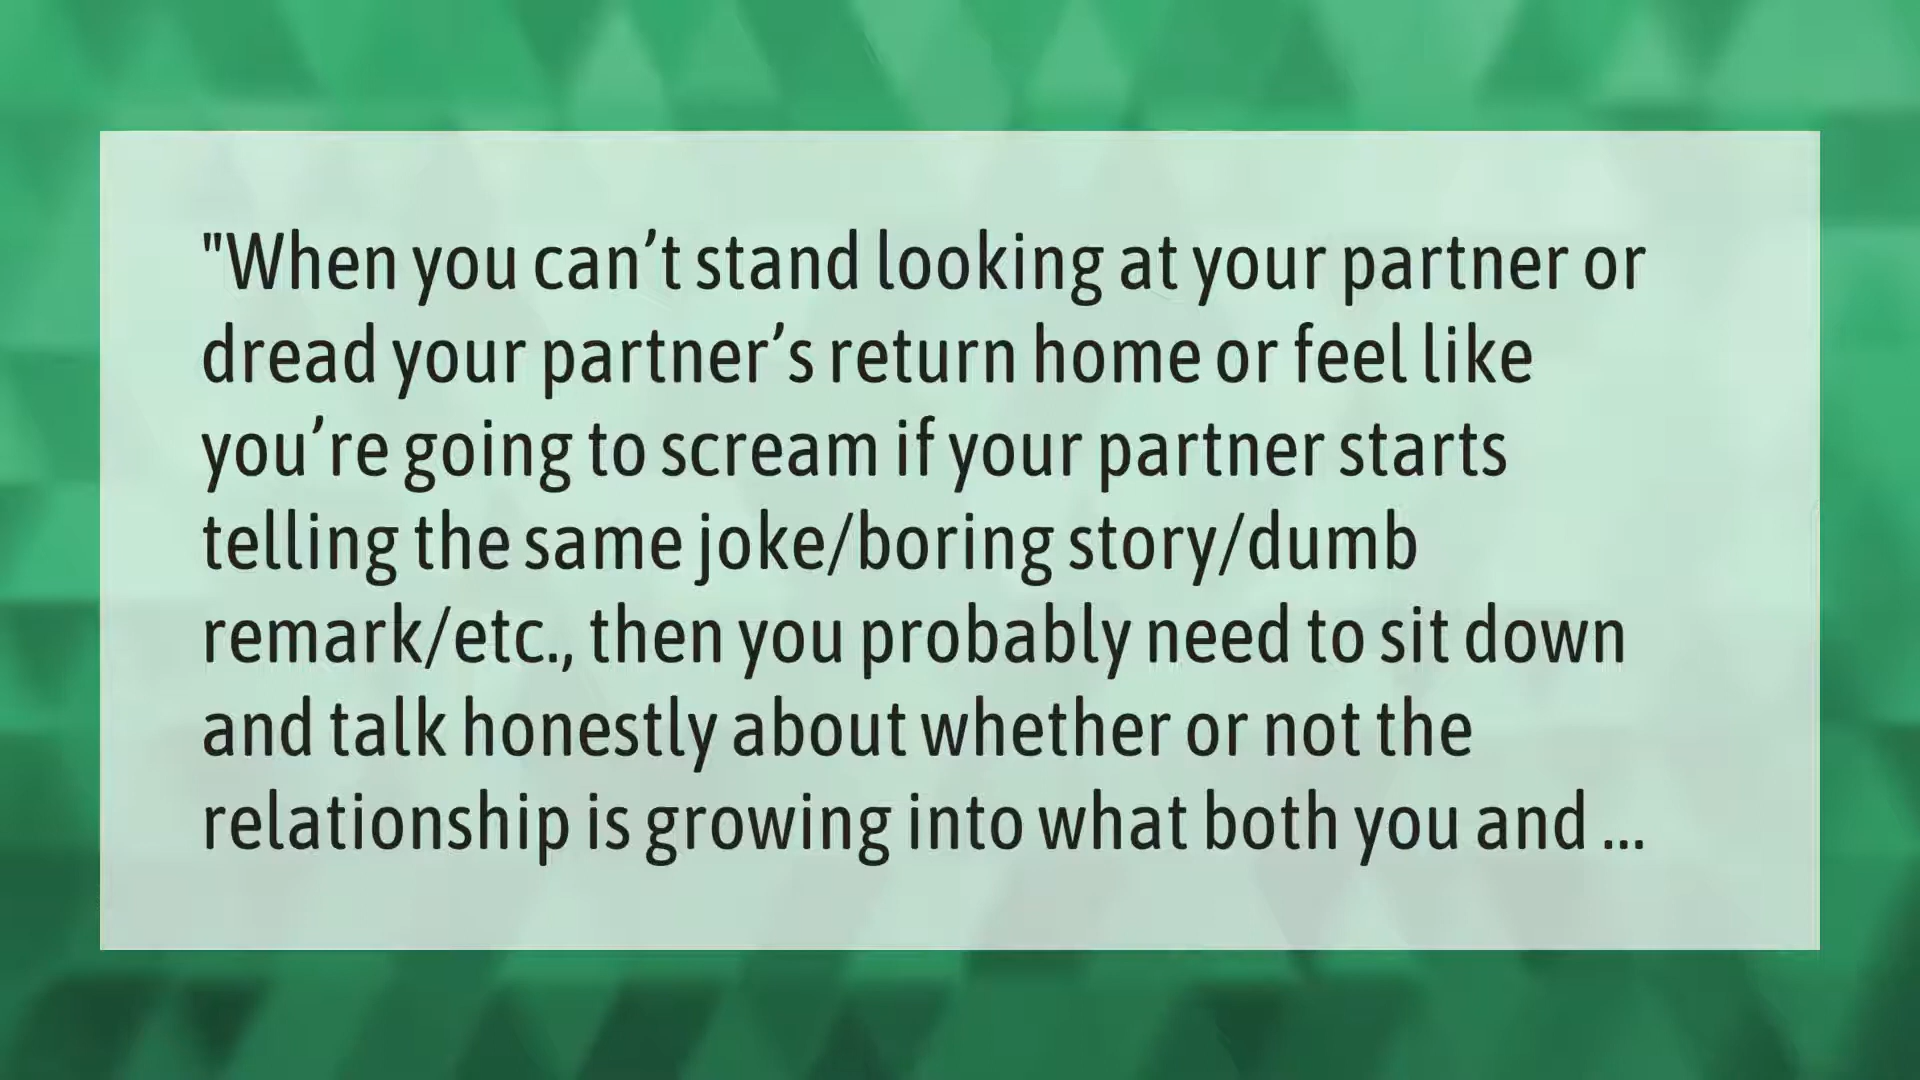 "When you can’t stand looking at your partner or
dread your partner’s return home or feel like
you’re going to scream if your partner starts
telling the same joke/boring story/dumb
remark/etc., then you probably need to sit down
and talk honestly about whether or not the
relationship is growing into what both you and ...